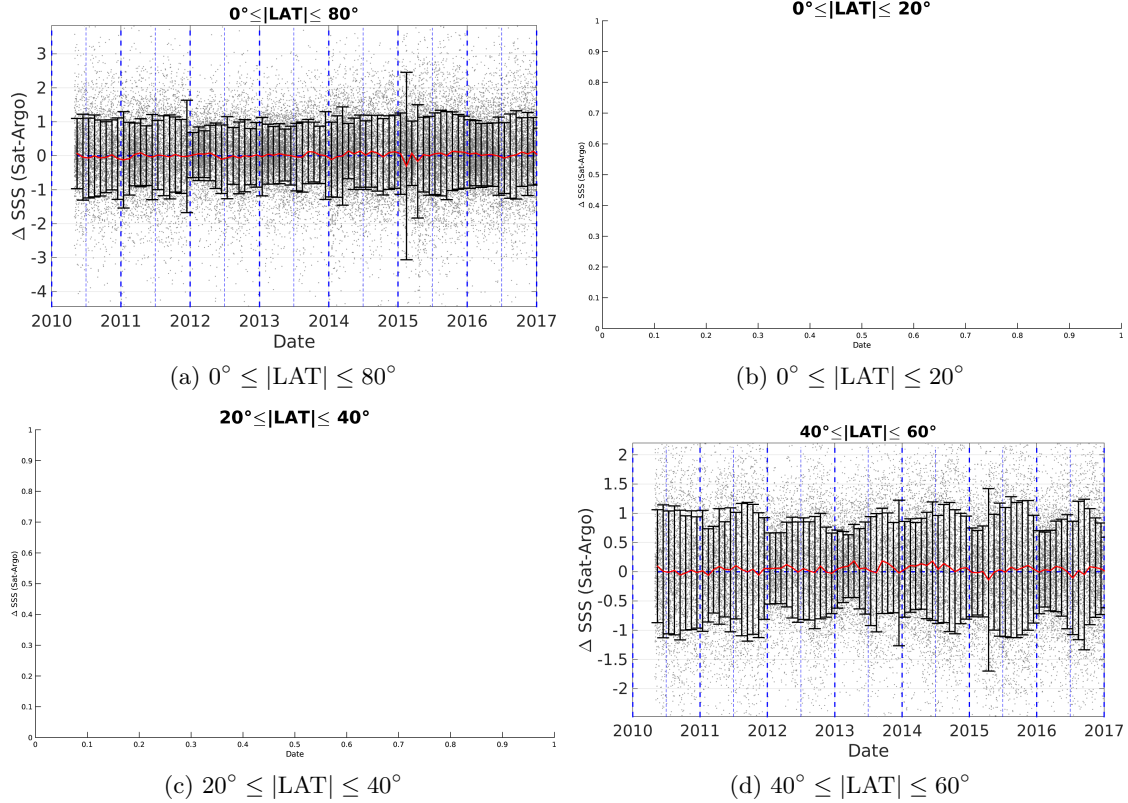 0°≤|LAT|≤ 80°
Δ SSS (Sat-Argo)
3
2
1
0
-1
-2
-3
-4
2010 2011 2012 2013 2014 2015 2016 2017
Date
(a) 0° ≤ |LAT| ≤ 80°
0°≤|LAT|≤ 20°
Δ SSS (Sat-Argo)
1
0.9
0.8
0.7
0.6
0.5
0.4
0.3
0.2
0.1
0
0 0.1 0.2 0.3 0.4 0.5 0.6 0.7 0.8 0.9 1
Date
(b) 0° ≤ |LAT| ≤ 20°
20°≤|LAT|≤ 40°
Δ SSS (Sat-Argo)
1
0.9
0.8
0.7
0.6
0.5
0.4
0.3
0.2
0.1
0
0 0.1 0.2 0.3 0.4 0.5 0.6 0.7 0.8 0.9 1
Date
(c) 20° ≤ |LAT| ≤ 40°
40°≤|LAT|≤ 60°
Δ SSS (Sat-Argo)
2
1.5
1
0.5
0
-0.5
-1
-1.5
-2
2010 2011 2012 2013 2014 2015 2016 2017
Date
(d) 40° ≤ |LAT| ≤ 60°